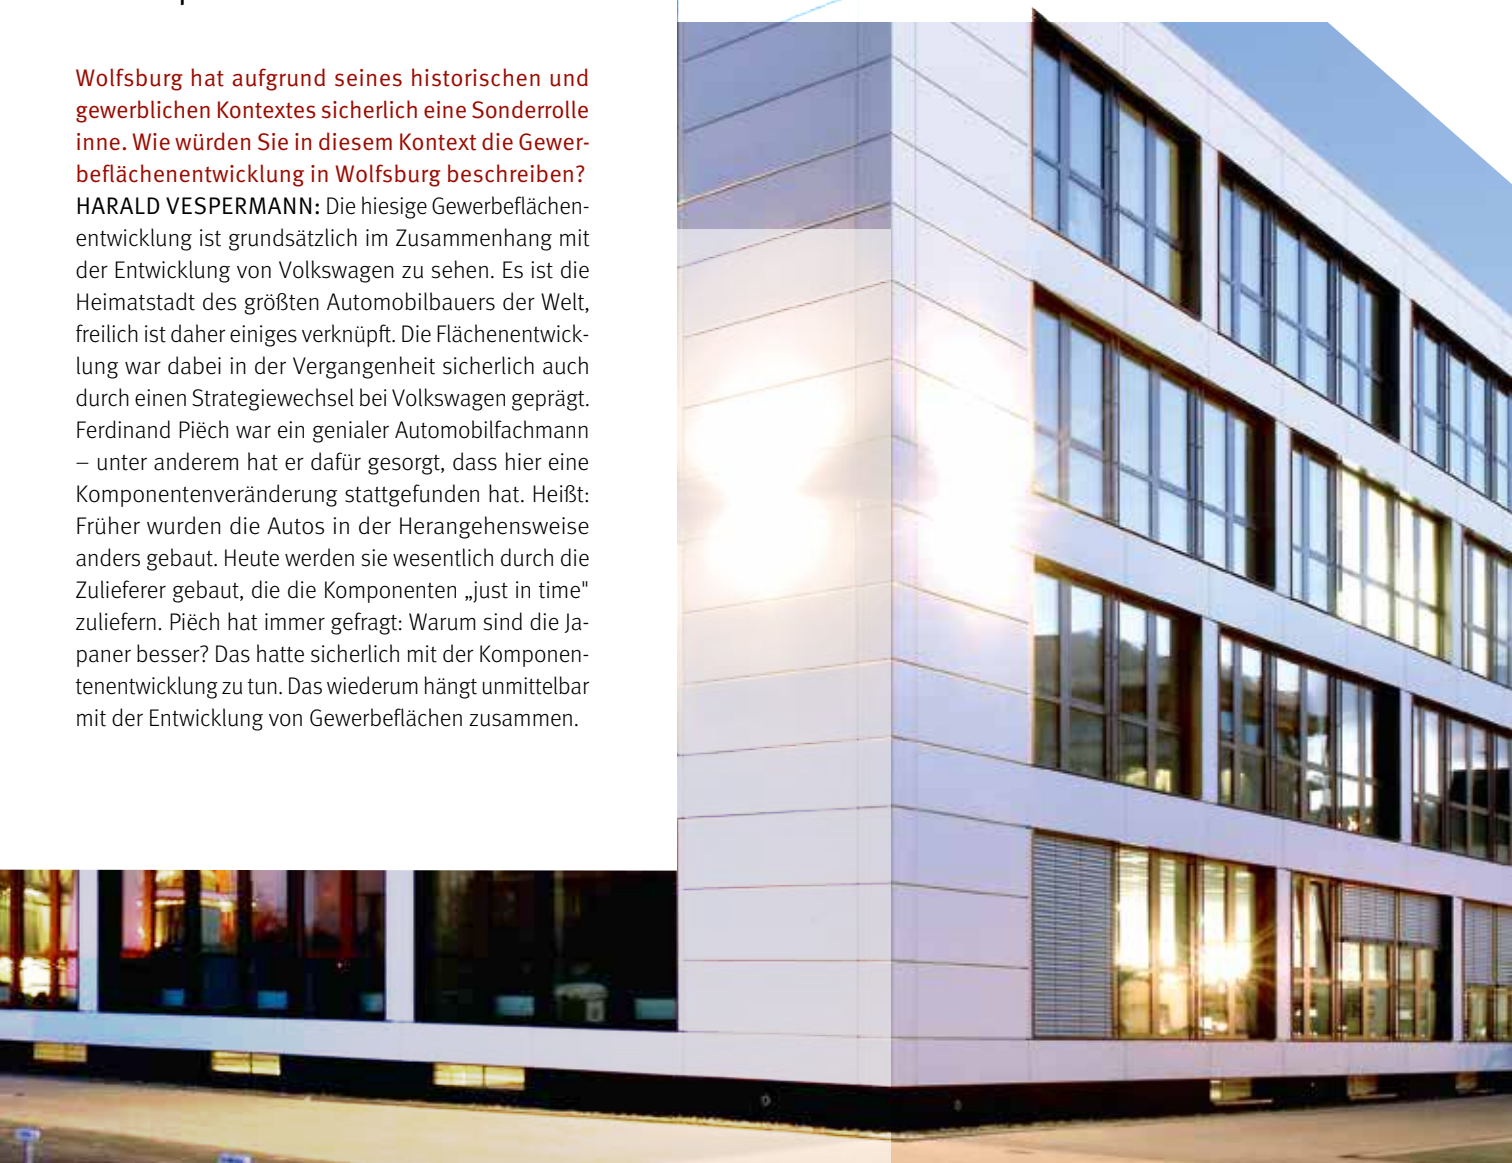 Wolfsburg hat aufgrund seines historischen und
gewerblichen Kontextes sicherlich eine Sonderrolle
inne. Wie würden Sie in diesem Kontext die Gewer-
beflächenentwicklung in Wolfsburg beschreiben?
HARALD VESPERMANN: Die hiesige Gewerbeflächen-
entwicklung ist grundsätzlich im Zusammenhang mit
der Entwicklung von Volkswagen zu sehen. Es ist die
Heimatstadt des größten Automobilbauers der Welt,
freilich ist daher einiges verknüpft. Die Flächenentwick-
lung war dabei in der Vergangenheit sicherlich auch
durch einen Strategiewechsel bei Volkswagen geprägt.
Ferdinand Piëch war ein genialer Automobilfachmann
– unter anderem hat er dafür gesorgt, dass hier eine
Komponentenveränderung stattgefunden hat. Heißt:
Früher wurden die Autos in der Herangehensweise
anders gebaut. Heute werden sie wesentlich durch die
Zulieferer gebaut, die die Komponenten „just in time"
zuliefern. Piëch hat immer gefragt: Warum sind die Ja-
paner besser? Das hatte sicherlich mit der Komponen-
tenentwicklung zu tun. Das wiederum hängt unmittelbar
mit der Entwicklung von Gewerbeflächen zusammen.